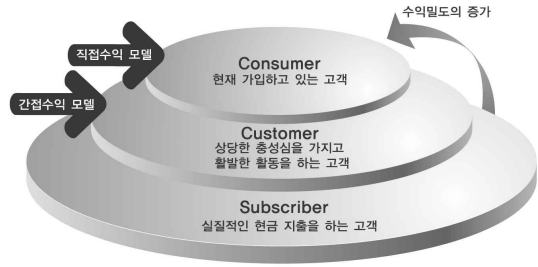 수익밀도의 증가
직접수익 모델
Consumer
현재 가입하고 있는 고객
간접수익 모델
Customer
상당한 충성심을 가지고
활발한 활동을 하는 고객
Subscriber
실질적인 현금 지출을 하는 고객